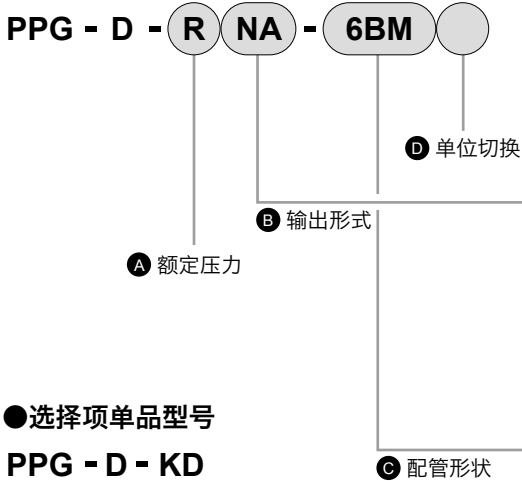 PPG - D - R NA - 6BM
D 单位切换
B 输出形式
A 额定压力
●选择项单品型号
PPG - D - KD
C 配管形状